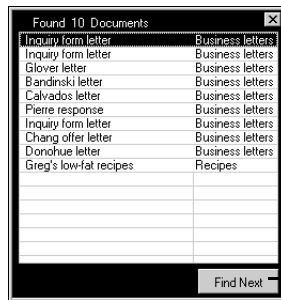 Found 10 Documents
Inquiry form letter Business letters
Inquiry form letter Business letters
Glover letter Business letters
Bandinski letter Business letters
Calvados letter Business letters
Pierre response Business letters
Inquiry form letter Business letters
Chang offer letter Business letters
Donohue letter Business letters
Greg's low-fat recipes Recipes
Find Next